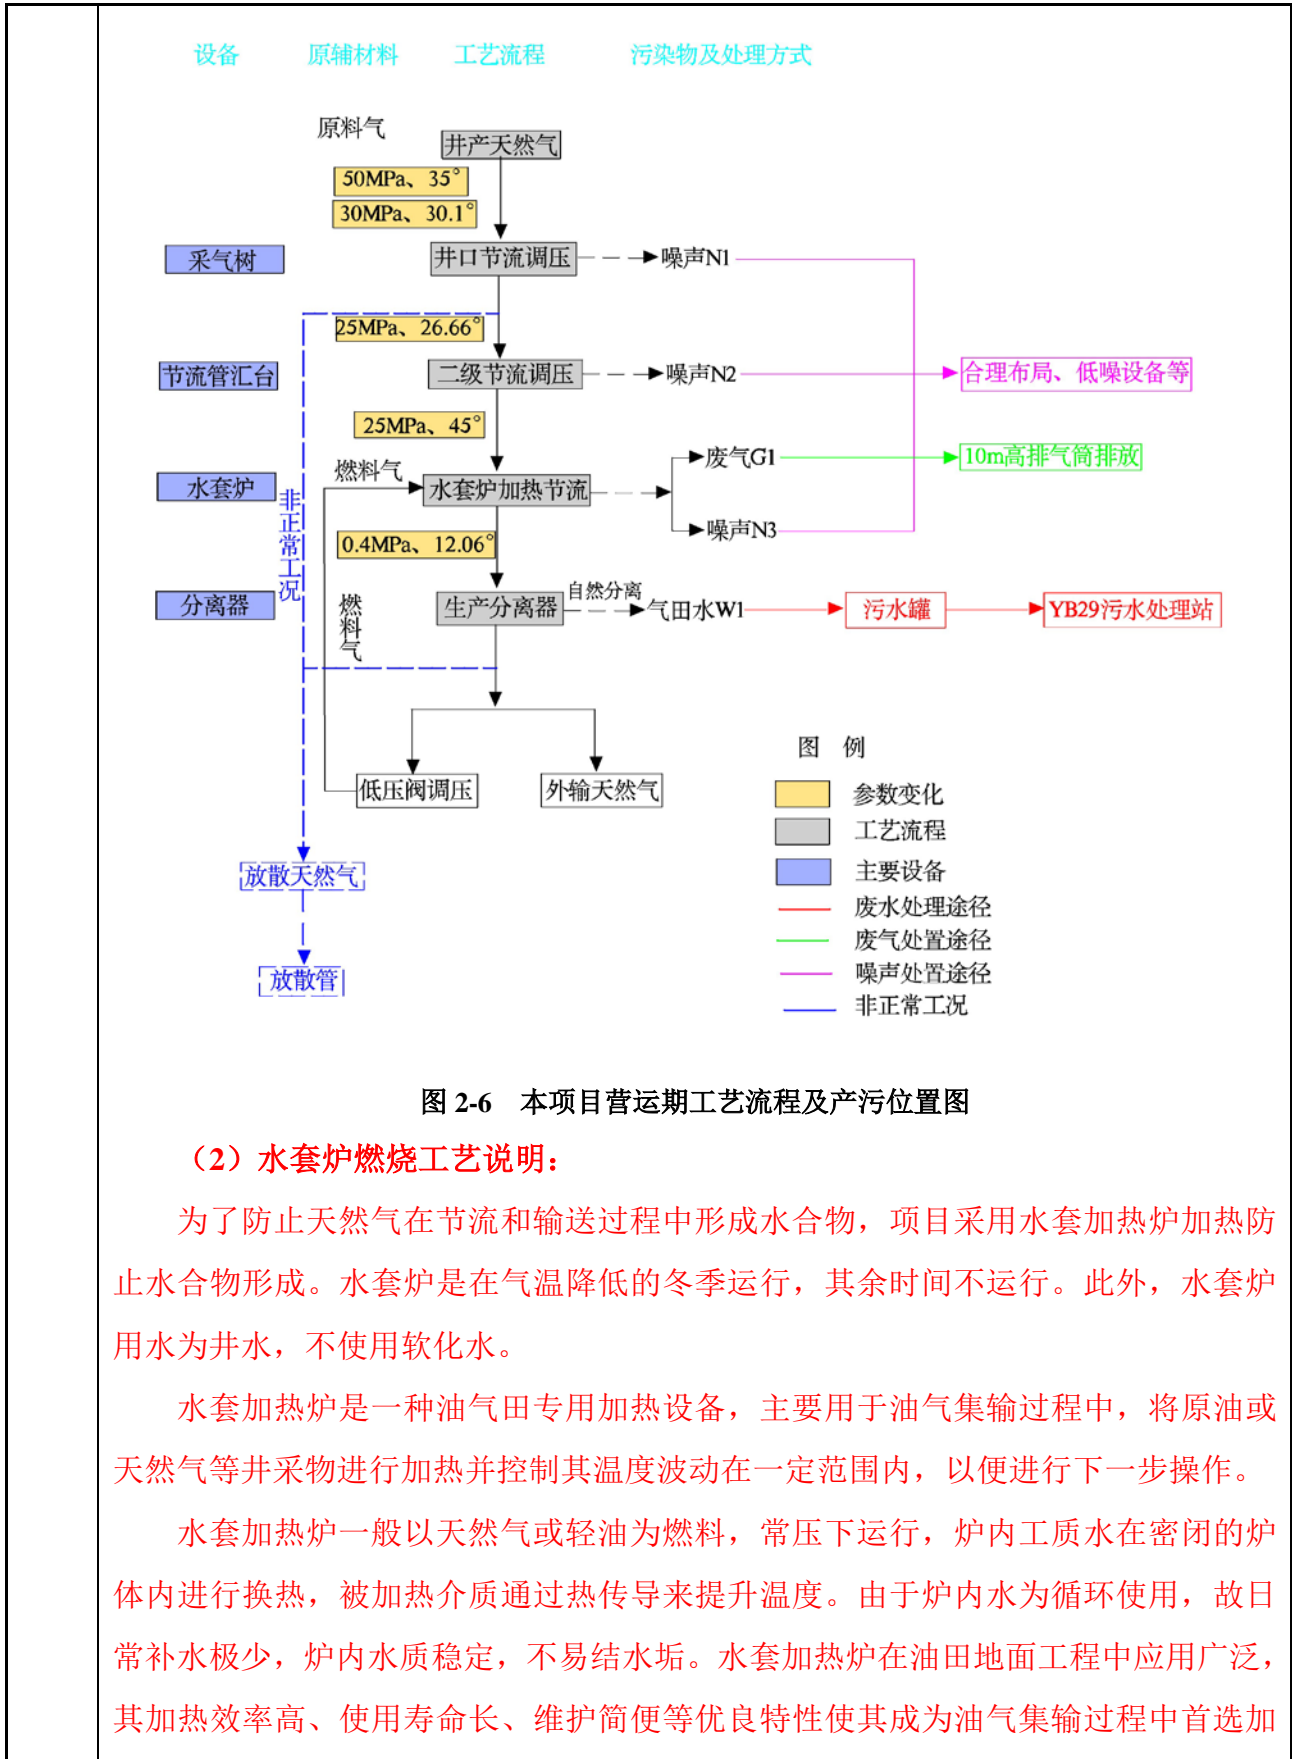 设备 原辅材料 工艺流程 污染物及处理方式
原料气
井产天然气
50MPa、35°
30MPa、30.1°
采气树 井口节流调压 噪声N1
25MPa、26.66°
节流管汇台 二级节流调压 噪声N2 合理布局、低噪设备等
25MPa、45°
燃料气 废气G1 10m高排气筒排放
水套炉 水套炉加热节流
非正常工况
噪声N3
0.4MPa、12.06°
自然分离
分离器 生产分离器 气田水W1 污水罐 YB29污水处理站
燃料气
低压阀调压 外输天然气
放散天然气
放散管
图 例
参数变化
工艺流程
主要设备
废水处理途径
废气处置途径
噪声处置途径
非正常工况
图 2-6 本项目营运期工艺流程及产污位置图
（2）水套炉燃烧工艺说明：
为了防止天然气在节流和输送过程中形成水合物，项目采用水套加热炉加热防
止水合物形成。水套炉是在气温降低的冬季运行，其余时间不运行。此外，水套炉
用水为井水，不使用软化水。
水套加热炉是一种油气田专用加热设备，主要用于油气集输过程中，将原油或
天然气等井采物进行加热并控制其温度波动在一定范围内，以便进行下一步操作。
水套加热炉一般以天然气或轻油为燃料，常压下运行，炉内工质水在密闭的炉
体内进行换热，被加热介质通过热传导来提升温度。由于炉内水为循环使用，故日
常补水极少，炉内水质稳定，不易结水垢。水套加热炉在油田地面工程中应用广泛，
其加热效率高、使用寿命长、维护简便等优良特性使其成为油气集输过程中首选加